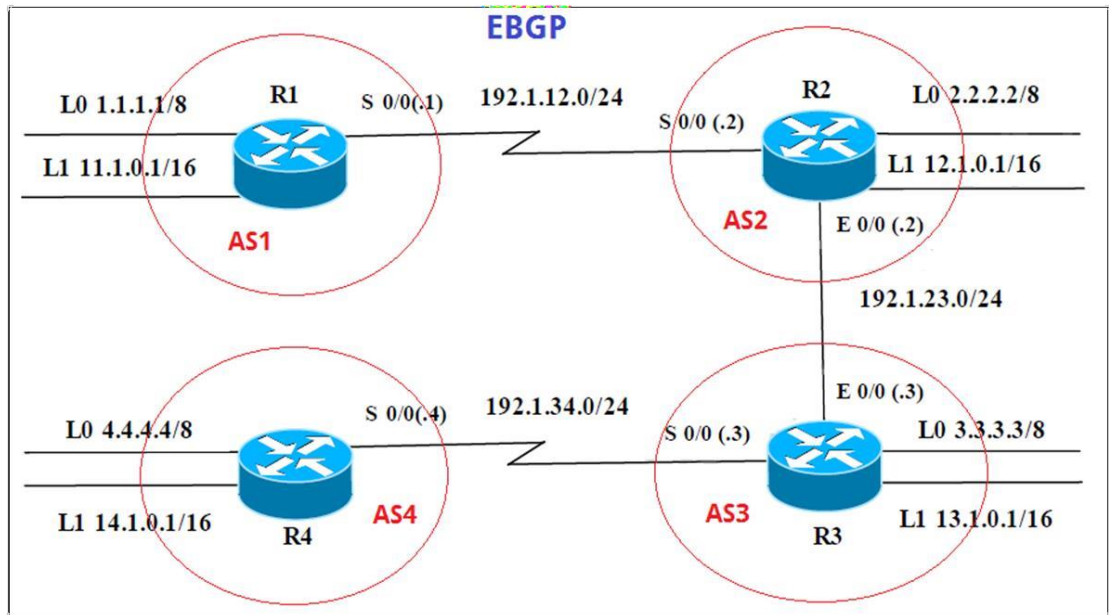 EBGP
L0 1.1.1.1/8
R1
S 0/0(.1)
192.1.12.0/24
R2
L0 2.2.2.2/8
S 0/0 (.2)
L1 11.1.0.1/16
L1 12.1.0.1/16
AS1
AS2
E 0/0 (.2)
192.1.23.0/24
E 0/0 (.3)
L0 4.4.4.4/8
S 0/0(.4)
192.1.34.0/24
S 0/0 (.3)
L0 3.3.3.3/8
L1 14.1.0.1/16
R4
AS4
AS3
R3
L1 13.1.0.1/16